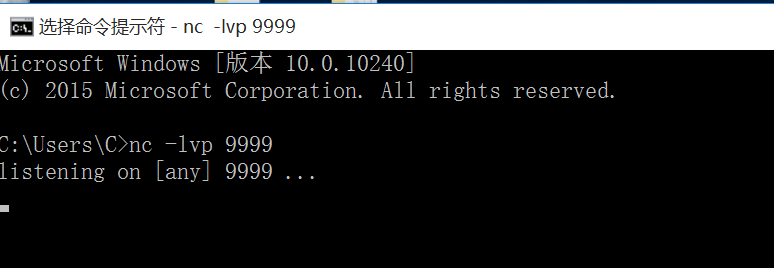 选择命令提示符 - nc  -lvp 9999
Microsoft Windows [版本 10.0.10240]
(c) 2015 Microsoft Corporation. All rights reserved.
C:\Users\C>nc -lvp 9999
listening on [any] 9999 ...